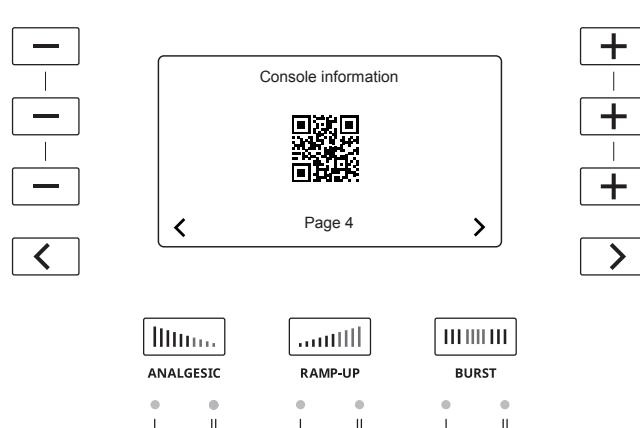 Console information
Page 4
ANALGESIC RAMP-UP BURST
I II I II I II